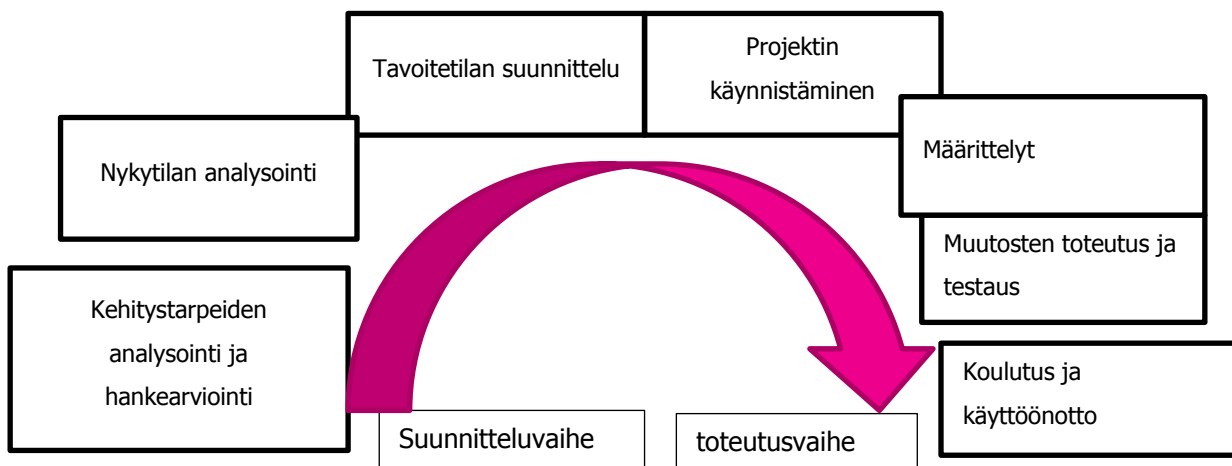 Tavoitetilan suunnittelu
Projektin
käynnistäminen
Nykytilan analysointi
Määrittelyt
Kehitystarpeiden
analysointi ja
hankearviointi
Muutosten toteutus ja
testaus
Koulutus ja
käyttöönotto
Suunnitteluvaihe
toteutusvaihe